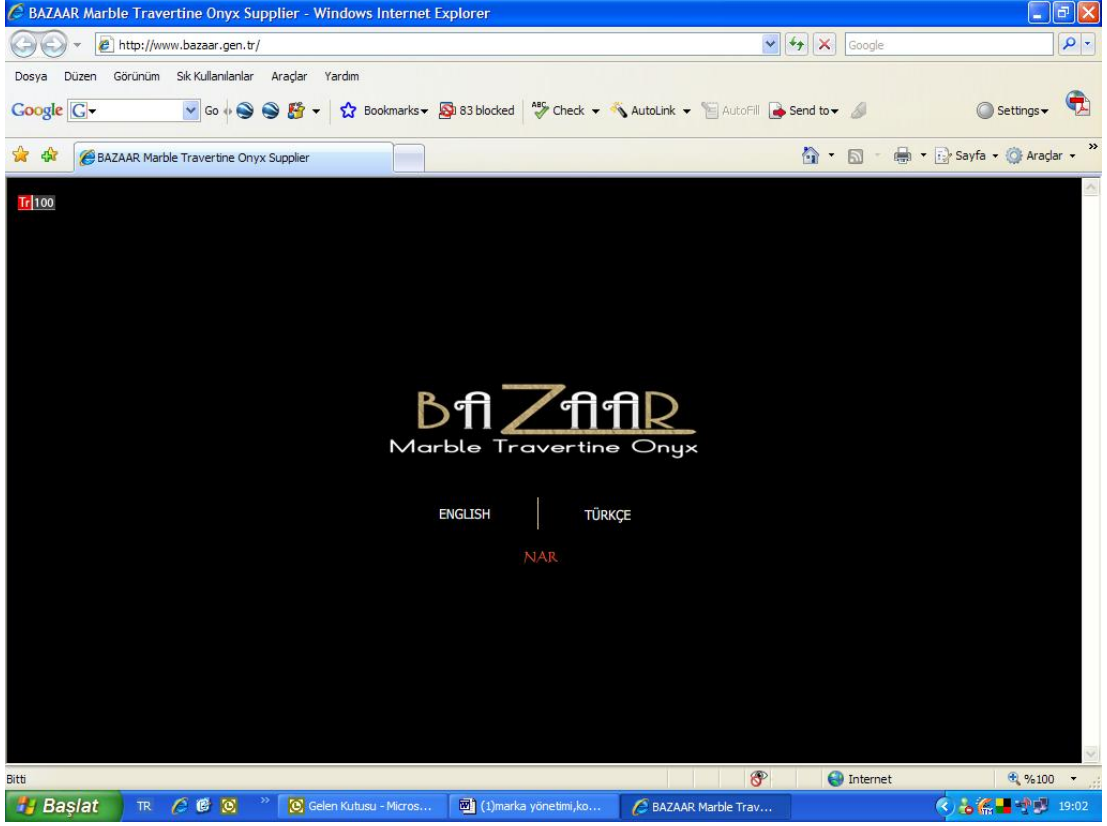 BAZAAR Marble Travertine Onyx Supplier - Windows Internet Explorer
http://www.bazaar.gen.tr/ Google
Dosya Düzen Görünüm Sık Kullanılanlar Araçlar Yardım
Google G Go Bookmarks 83 blocked ABC Check AutoLink AutoFill Send to Settings
BAZAAR Marble Travertine Onyx Supplier Sayfa Araçlar »
Tr 100
BAZAAR
Marble Travertine Onyx
ENGLISH TÜRKÇE
NAR
Bitti Internet %100
Başlat TR » Gelen Kutusu - Micros... (1)marka yönetimi,ko... BAZAAR Marble Trav... 19:02